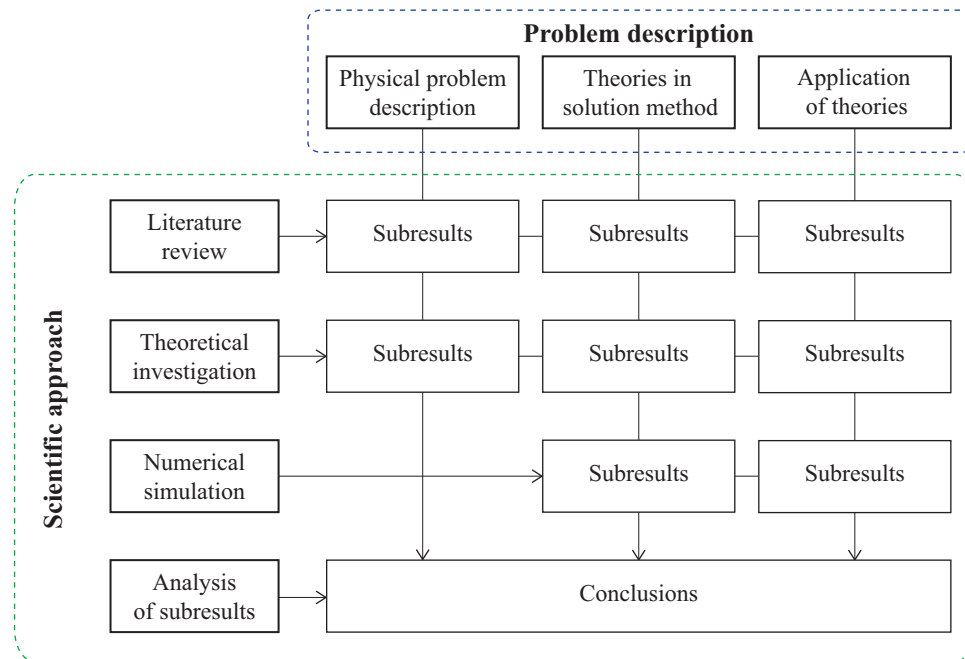 Problem description
Physical problem
description
Theories in
solution method
Application
of theories
Scientific approach
Literature
review
Subresults
Subresults
Subresults
Theoretical
investigation
Subresults
Subresults
Subresults
Numerical
simulation
Subresults
Subresults
Analysis
of subresults
Conclusions